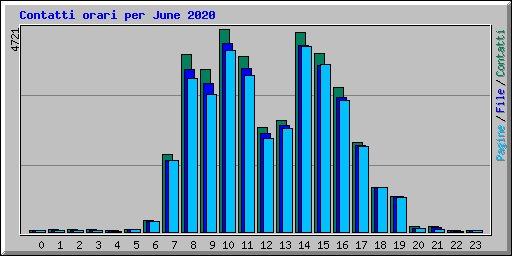 Contatti orari per June 2020
4721
Pagine / File / Contatti
0 1 2 3 4 5 6 7 8 9 10 11 12 13 14 15 16 17 18 19 20 21 22 23